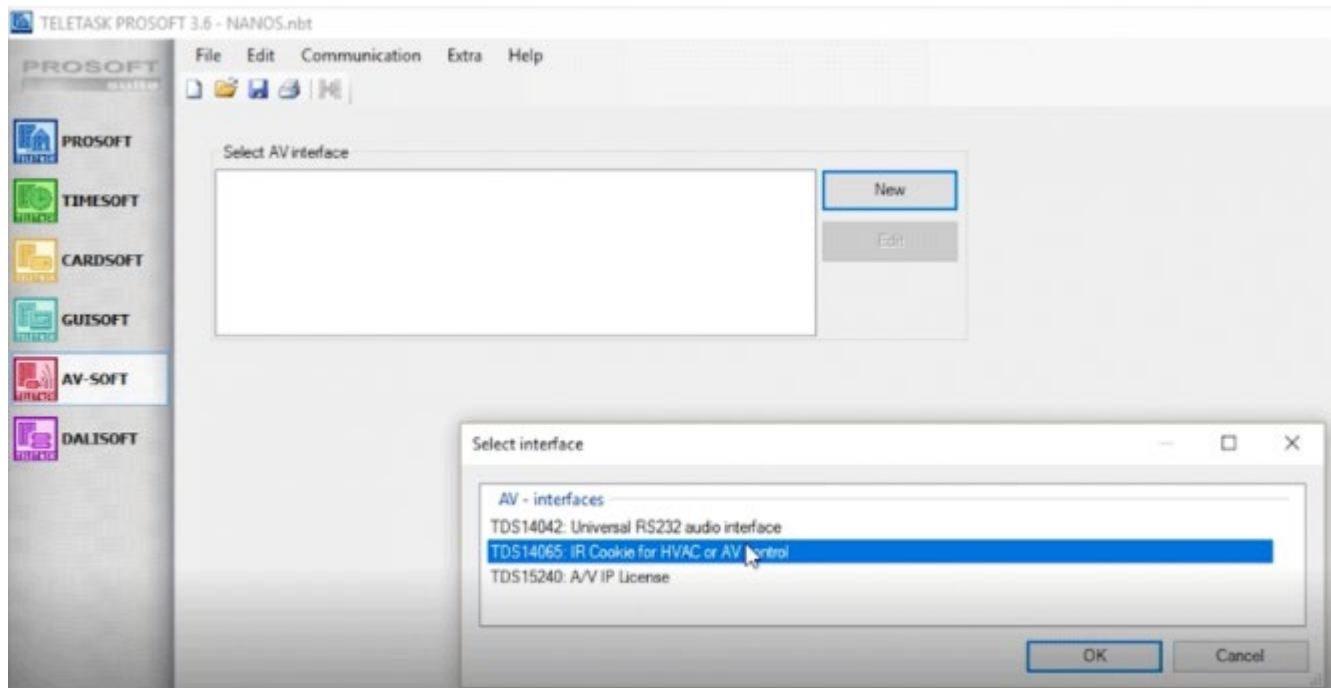 TELETASK PROSOFT 3.6 - NANOS.nbt
PROSOFT
suite
File Edit Communication Extra Help
PROSOFT
TIMESOFT
CARDSOFT
GUISOFT
AV-SOFT
DALISOFT
Select AV interface
New
Edit
Select interface
AV - interfaces
TDS14042: Universal RS232 audio interface
TDS14065: IR Cookie for HVAC or AV control
TDS15240: A/V IP License
OK Cancel